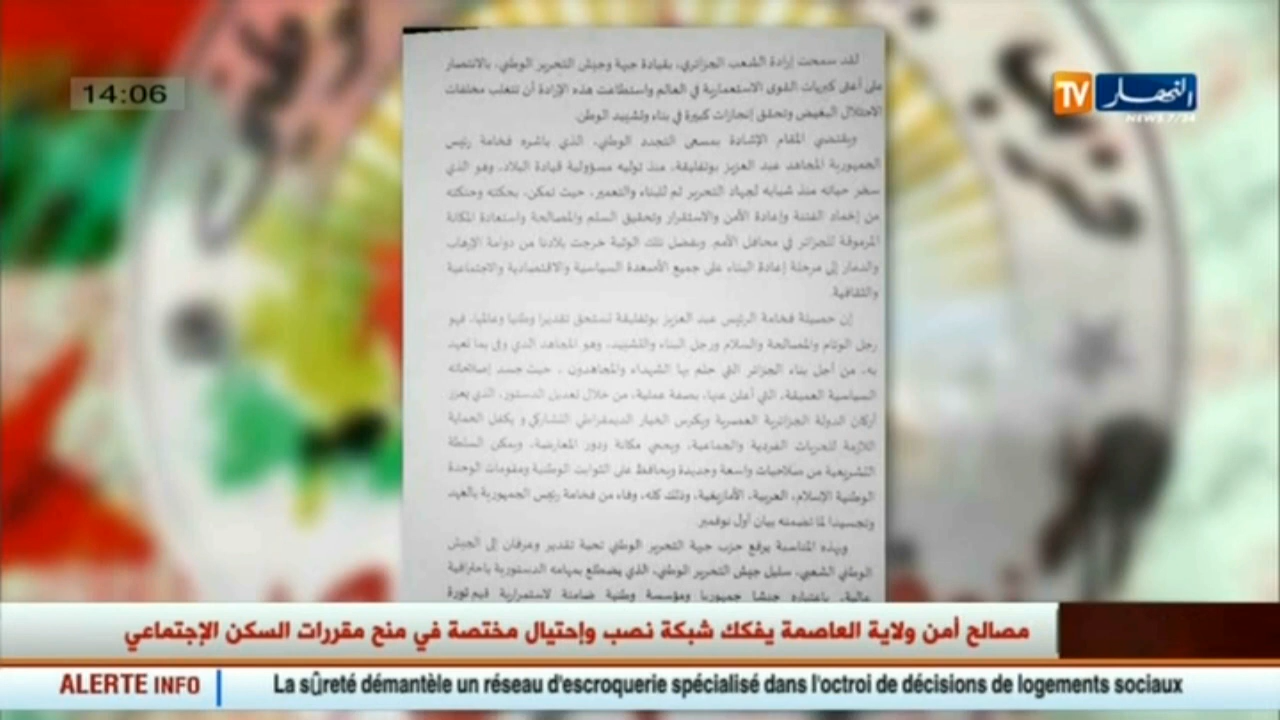 14:06
TV النهار
NEWS 7/24
لقد سمحت إرادة الشعب الجزائري، بقيادة جبهة وجيش التحرير الوطني، بالانتصار
على أعتى كبريات القوى الاستعمارية في العالم واستطاعت هذه الإرادة أن تتغلب مخلفات
الاحتلال البغيض وتحقق إنجازات كبيرة في بناء وتشييد الوطن.
ويقتضي المقام الإشادة بمسعى التجدد الوطني، الذي باشره فخامة رئيس
الجمهورية المجاهد عبد العزيز بوتفليقة، منذ توليه مسؤولية قيادة البلاد، وهو الذي
سخر حياته منذ شبابه لجهاد التحرير ثم للبناء والتعمير، حيث تمكن، بحكته وحنكته
من إخماد الفتنة وإعادة الأمن والاستقرار وتحقيق السلم والمصالحة واستعادة المكانة
المرموقة للجزائر في محافل الأمم. وبفضل تلك الوثبة خرجت بلادنا من دوامة الإرهاب
والدمار إلى مرحلة إعادة البناء على جميع الأصعدة السياسية والاقتصادية والاجتماعية
والثقافية.
إن حصيلة فخامة الرئيس عبد العزيز بوتفليقة تستحق تقديرا وطنيا وعالميا، فهو
رجل الوئام والمصالحة والسلام ورجل البناء والتشييد، وهو المجاهد الذي وفى بما تعهد
به، من أجل بناء الجزائر التي حلم بها الشهداء والمجاهدون ، حيث جسد إصلاحاته
السياسية العميقة، التي أعلن عنها، بصفة عملية، من خلال تعديل الدستور، الذي يعزز
أركان الدولة الجزائرية العصرية ويكرس الخيار الديمقراطي التشاركي و يكفل الحماية
اللازمة للحريات الفردية والجماعية، ويحمي مكانة ودور المعارضة، ويمكن السلطة
التشريعية من صلاحيات واسعة وجديدة ويحافظ على الثوابت الوطنية ومقومات الوحدة
الوطنية الإسلام، العربية، الأمازيغية، وذلك كله، وفاء من فخامة رئيس الجمهورية بالعهد
وتجسيدا لما تضمنه بيان أول نوفمبر.
وبهذه المناسبة يرفع حزب جبهة التحرير الوطني تحية تقدير وعرفان إلى الجيش
الوطني الشعبي، سليل جيش التحرير الوطني، الذي يضطلع بمهامه الدستورية باحترافية
عالية، باعتباره جيشا جمهوريا ومؤسسة وطنية ضامنة لاستمرارية قيم ثورة
مصالح أمن ولاية العاصمة يفكك شبكة نصب وإحتيال مختصة في منح مقررات السكن الإجتماعي
ALERTE INFO La sûreté démantèle un réseau d'escroquerie spécialisé dans l'octroi de décisions de logements sociaux